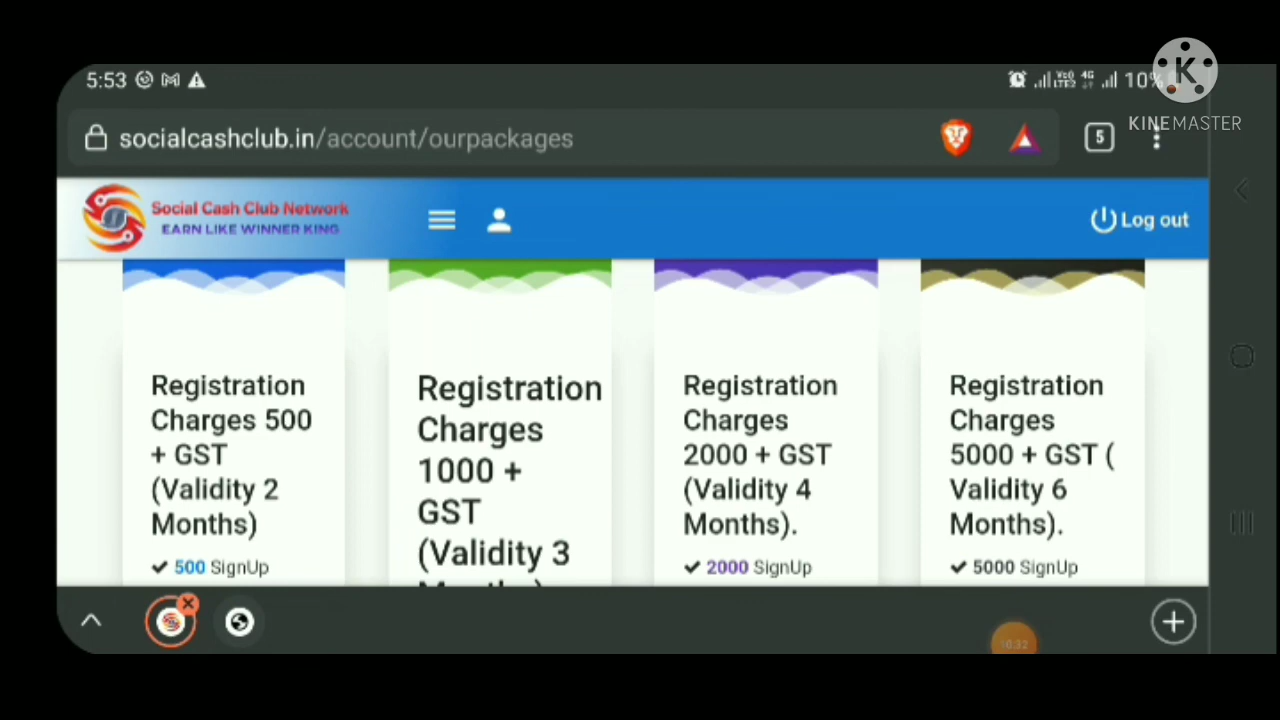 5:53
4G
10%
K
KINEMASTER
socialcashclub.in/account/ourpackages
5
Social Cash Club Network
EARN LIKE WINNER KING
Log out
Registration
Charges 500
+ GST
(Validity 2
Months)
✔ 500 SignUp
Registration
Charges
1000 +
GST
(Validity 3
Registration
Charges
2000 + GST
(Validity 4
Months).
✔ 2000 SignUp
Registration
Charges
5000 + GST (
Validity 6
Months).
✔ 5000 SignUp